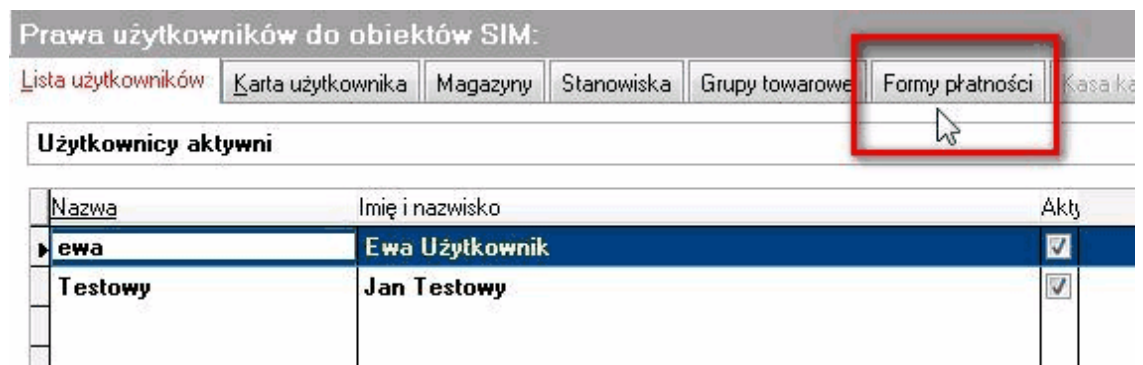 Prawa użytkowników do obiektów SIM:
Lista użytkowników Karta użytkownika Magazyny Stanowiska Grupy towarowe Formy płatności Kasa
Użytkownicy aktywni
Nazwa Imię i nazwisko
ewa Ewa Użytkownik
Testowy Jan Testowy